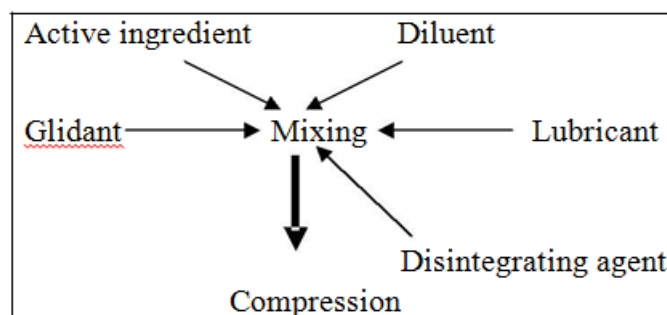 Active ingredient Diluent
Glidant Mixing Lubricant
Disintegrating agent
Compression